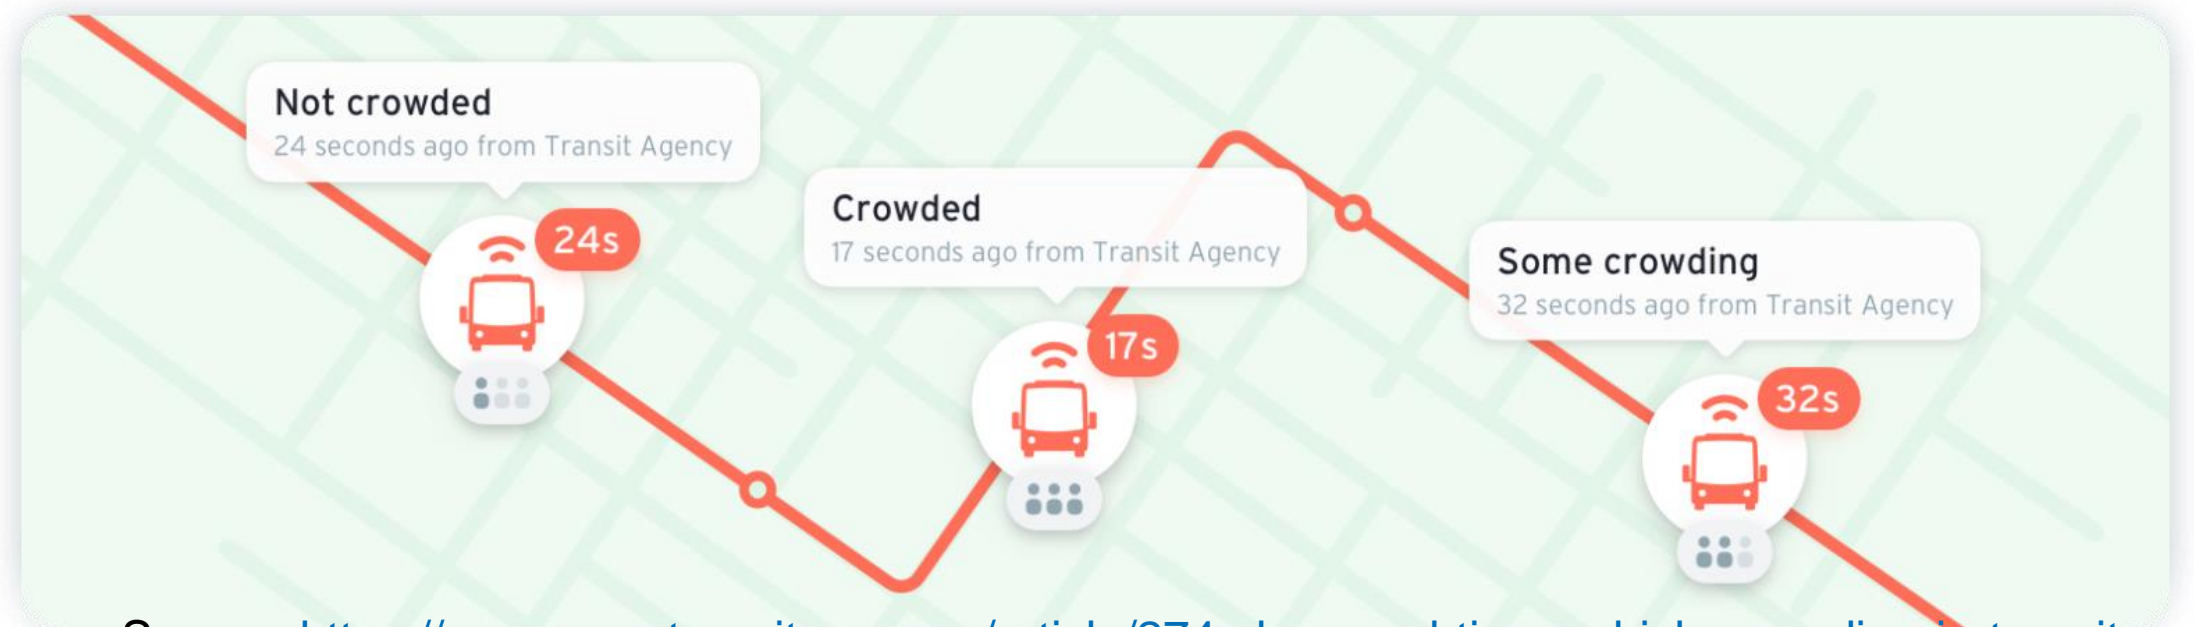 Not crowded
24 seconds ago from Transit Agency
24s
Crowded
17 seconds ago from Transit Agency
17s
Some crowding
32 seconds ago from Transit Agency
32s